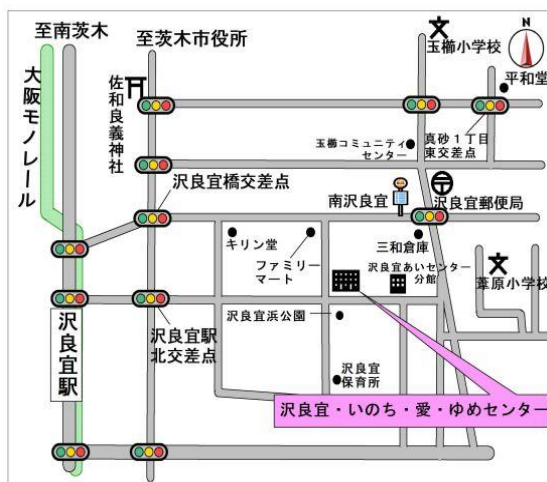 至南茨木
至茨木市役所
玉櫛小学校
N
平和堂
大阪モノレール
佐和良義神社
玉櫛コミュニティ
センター
真砂1丁目
東交差点
沢良宜橋交差点
南沢良宜
沢良宜郵便局
キリン堂
ファミリー
マート
三和倉庫
沢良宜あいセンター
分館
葦原小学校
沢良宜駅
沢良宜駅
北交差点
沢良宜浜公園
沢良宜
保育所
沢良宜・いのち・愛・ゆめセンター